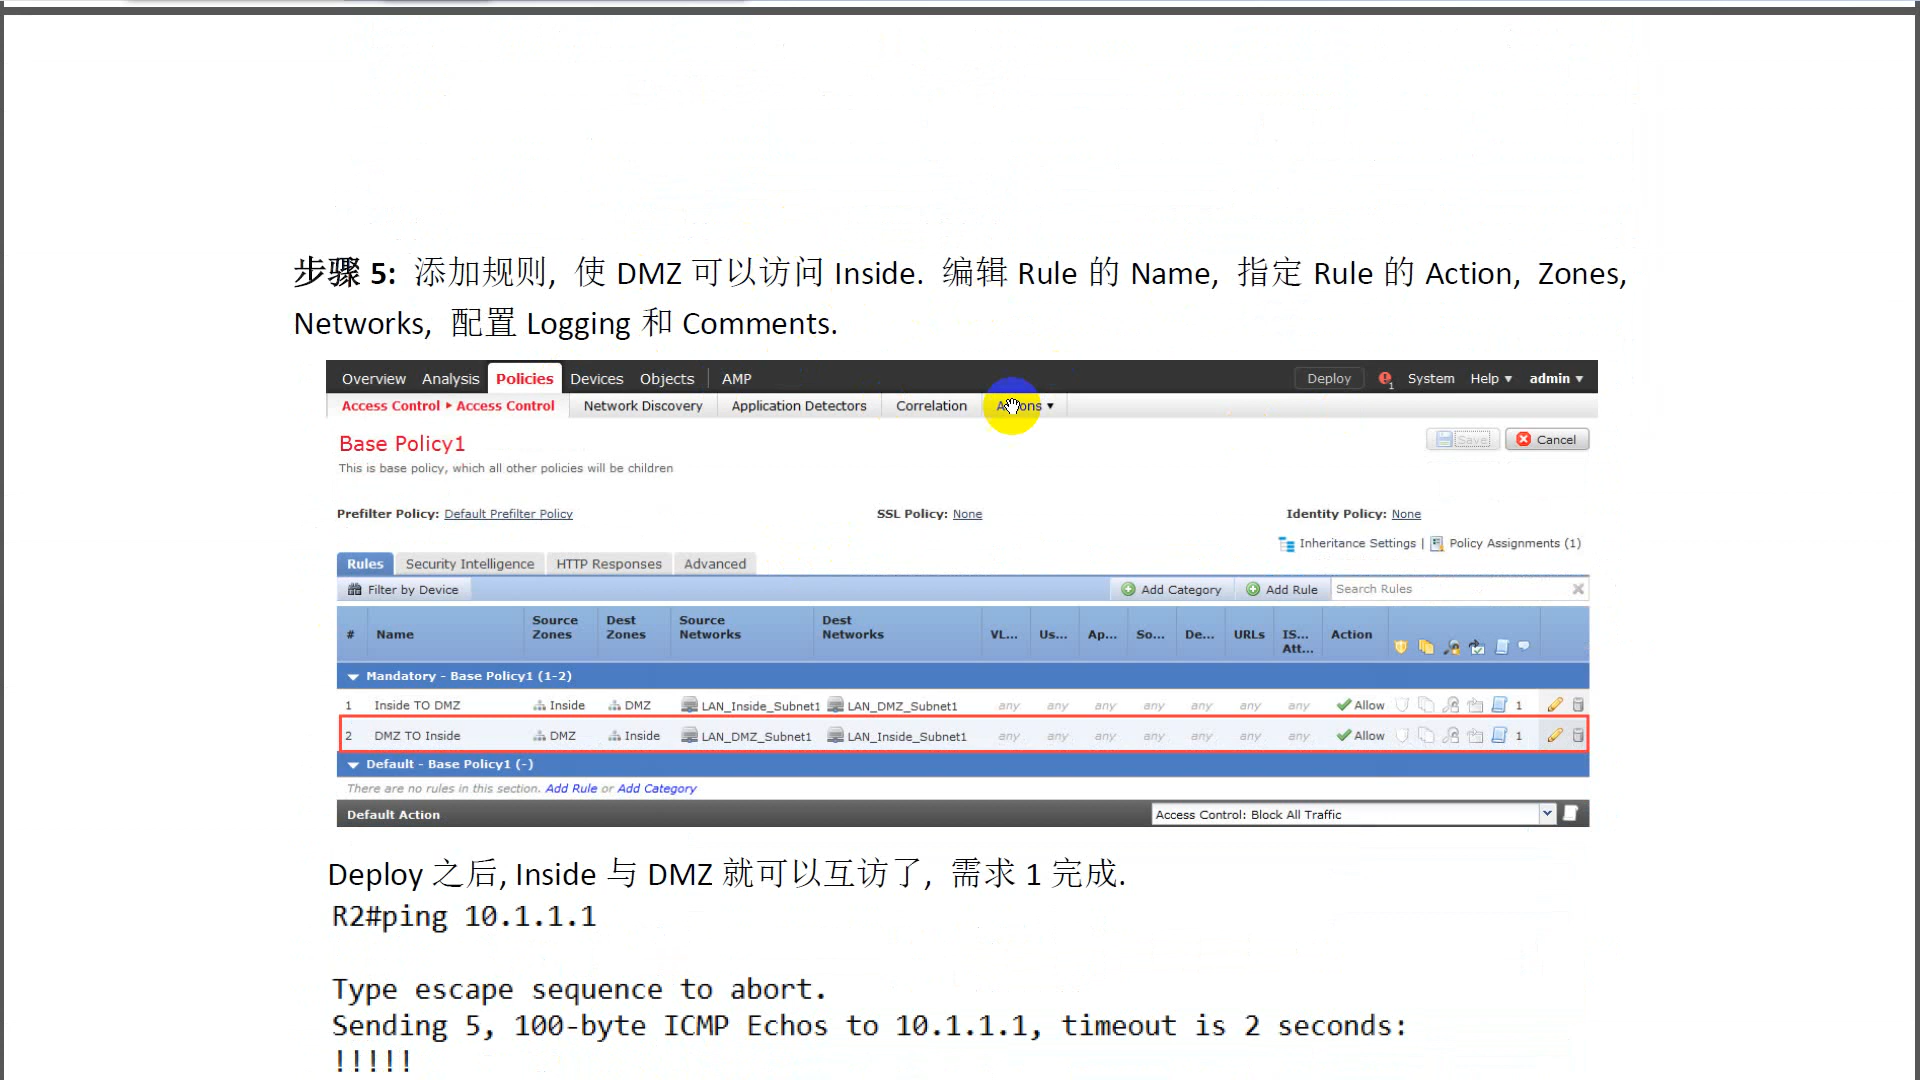 步骤 5: 添加规则, 使 DMZ 可以访问 Inside. 编辑 Rule 的 Name, 指定 Rule 的 Action, Zones,
Networks, 配置 Logging 和 Comments.
Overview Analysis Policies Devices Objects AMP Deploy 1 System Help admin
Access Control Access Control Network Discovery Application Detectors Correlation
Base Policy1
Save Cancel
This is base policy, which all other policies will be children
Prefilter Policy: Default Prefilter Policy SSL Policy: None Identity Policy: None
Inheritance Settings | Policy Assignments (1)
Rules Security Intelligence HTTP Responses Advanced
Filter by Device Add Category Add Rule Search Rules
# Name Source Zones Dest Zones Source Networks Dest Networks VL... Us... Ap... So... De... URLs IS... Att... Action
Mandatory - Base Policy1 (1-2)
1 Inside TO DMZ Inside DMZ LAN_Inside_Subnet1 LAN_DMZ_Subnet1 any any any any any any any Allow 1
2 DMZ TO Inside DMZ Inside LAN_DMZ_Subnet1 LAN_Inside_Subnet1 any any any any any any any Allow 1
Default - Base Policy1 (-)
There are no rules in this section. Add Rule or Add Category
Default Action Access Control: Block All Traffic
Deploy 之后, Inside 与 DMZ 就可以互访了, 需求 1 完成.
R2#ping 10.1.1.1
Type escape sequence to abort.
Sending 5, 100-byte ICMP Echos to 10.1.1.1, timeout is 2 seconds:
!!!!!